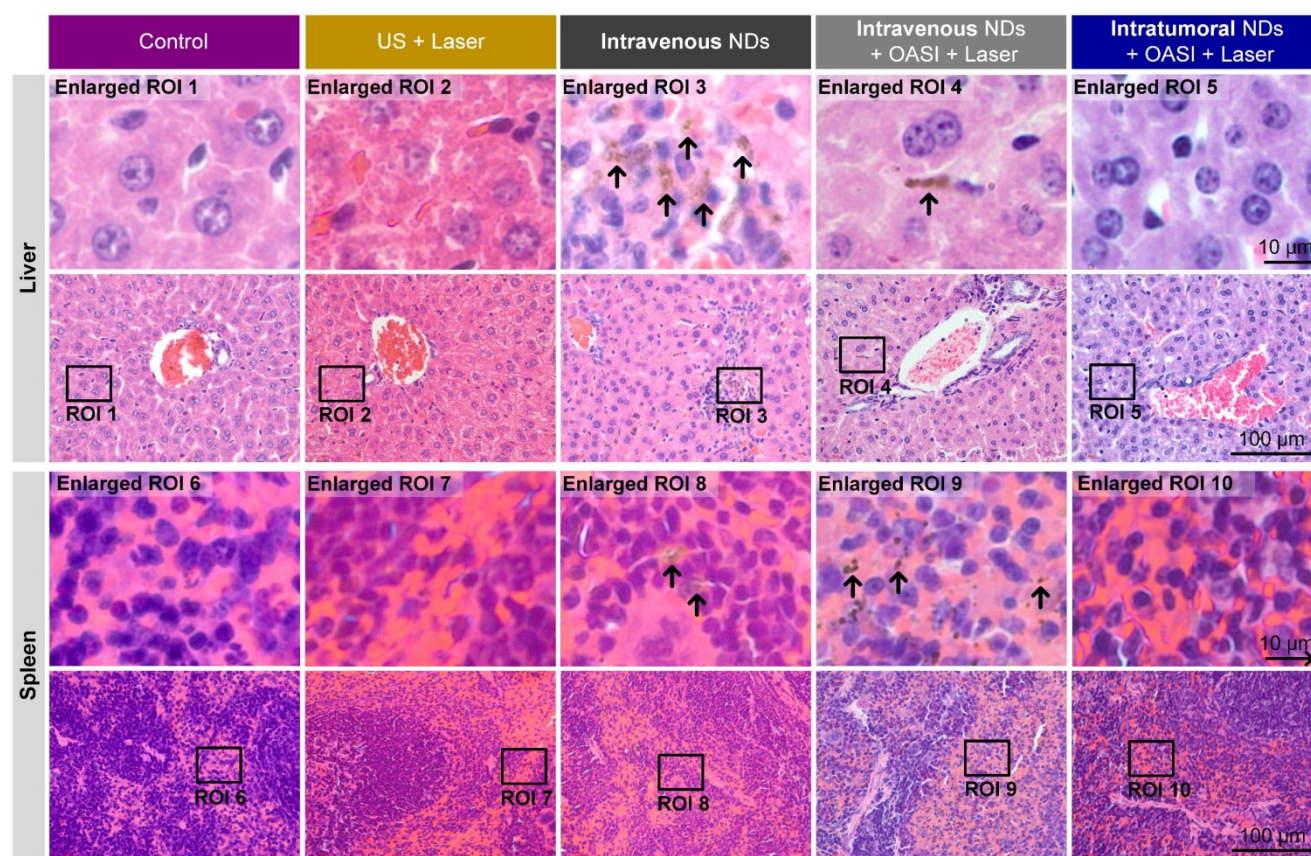 Control
US + Laser
Intravenous NDs
Intravenous NDs
+ OASI + Laser
Intratumoral NDs
+ OASI + Laser
Liver
Enlarged ROI 1
Enlarged ROI 2
Enlarged ROI 3
Enlarged ROI 4
Enlarged ROI 5
10 µm
ROI 1
ROI 2
ROI 3
ROI 4
ROI 5
100 µm
Spleen
Enlarged ROI 6
Enlarged ROI 7
Enlarged ROI 8
Enlarged ROI 9
Enlarged ROI 10
10 µm
ROI 6
ROI 7
ROI 8
ROI 9
ROI 10
100 µm